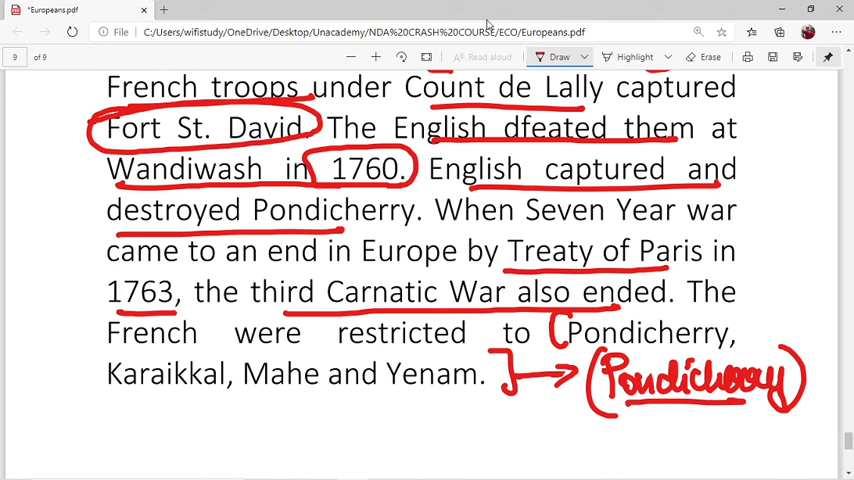 *Europeans.pdf
C:/Users/wifistudy/OneDrive/Desktop/Unacademy/NDA%20CRASH%20COURSE/ECO/Europeans.pdf
9 of 9 Read aloud Draw Highlight Erase
French troops under Count de Lally captured
Fort St. David. The English dfeated them at
Wandiwash in 1760. English captured and
destroyed Pondicherry. When Seven Year war
came to an end in Europe by Treaty of Paris in
1763, the third Carnatic War also ended. The
French were restricted to (Pondicherry,
Karaikkal, Mahe and Yenam. } → (Pondicherry)